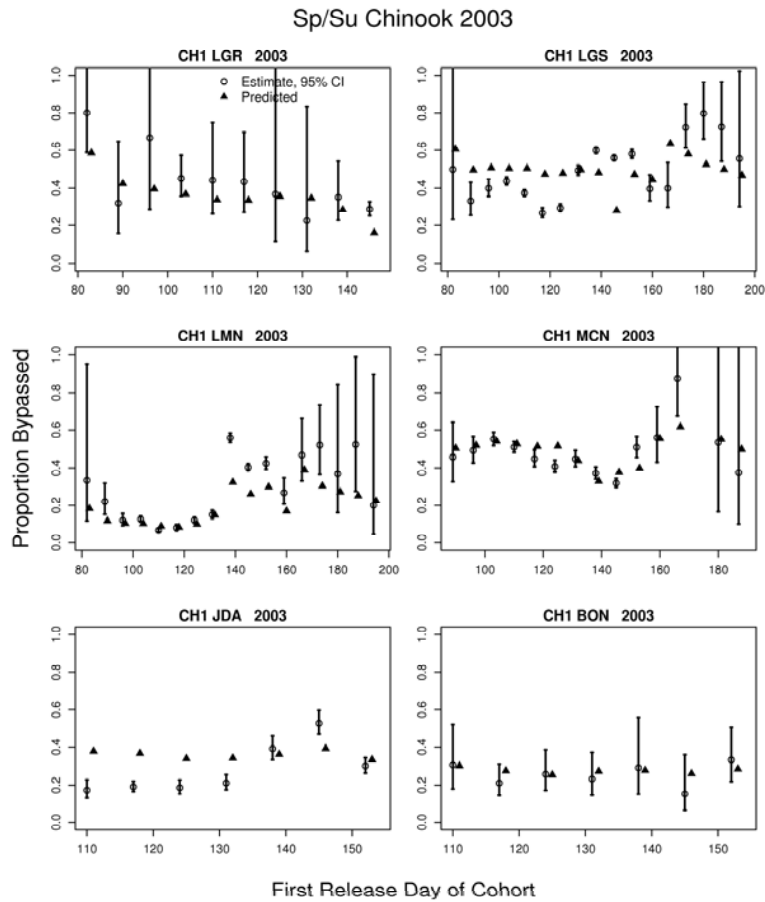 Sp/Su Chinook 2003
CH1 LGR 2003
CH1 LGS 2003
Estimate, 95% CI
Predicted
0.0 0.2 0.4 0.6 0.8 1.0
80 90 100 110 120 130 140
0.0 0.2 0.4 0.6 0.8 1.0
80 100 120 140 160 180 200
CH1 LMN 2003
CH1 MCN 2003
Proportion Bypassed
0.0 0.2 0.4 0.6 0.8 1.0
80 100 120 140 160 180 200
0.0 0.2 0.4 0.6 0.8 1.0
100 120 140 160 180
CH1 JDA 2003
CH1 BON 2003
0.0 0.2 0.4 0.6 0.8 1.0
110 120 130 140 150
0.0 0.2 0.4 0.6 0.8 1.0
110 120 130 140 150
First Release Day of Cohort